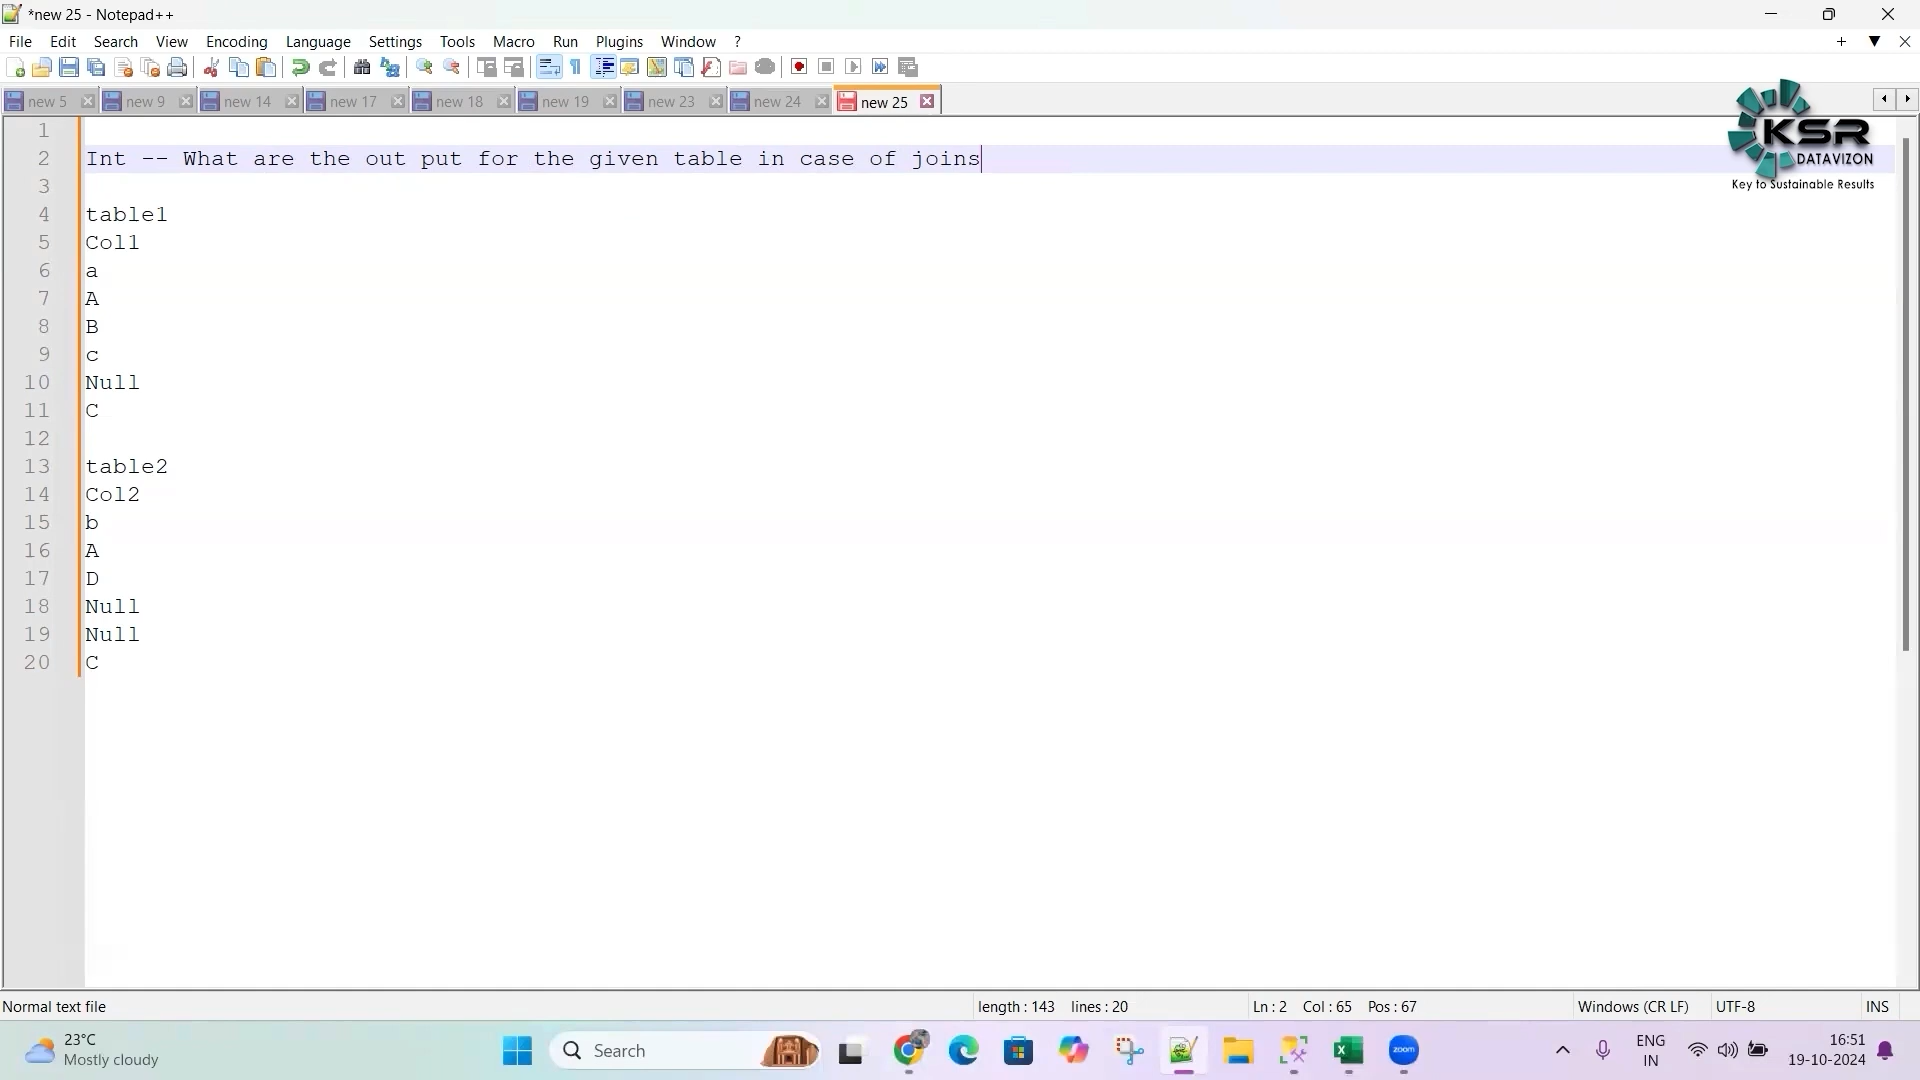 *new 25 - Notepad++
File Edit Search View Encoding Language Settings Tools Macro Run Plugins Window ?
new 5 new 9 new 14 new 17 new 18 new 19 new 23 new 24 new 25
KSR
DATAVIZON
Key to Sustainable Results
1
2 Int -- What are the out put for the given table in case of joins
3
4 table1
5 Col1
6 a
7 A
8 B
9 c
10 Null
11 C
12
13 table2
14 Col2
15 b
16 A
17 D
18 Null
19 Null
20 C
Normal text file length : 143 lines : 20 Ln : 2 Col : 65 Pos : 67 Windows (CR LF) UTF-8 INS
23°C
Mostly cloudy
Search
zoom
ENG
IN
16:51
19-10-2024